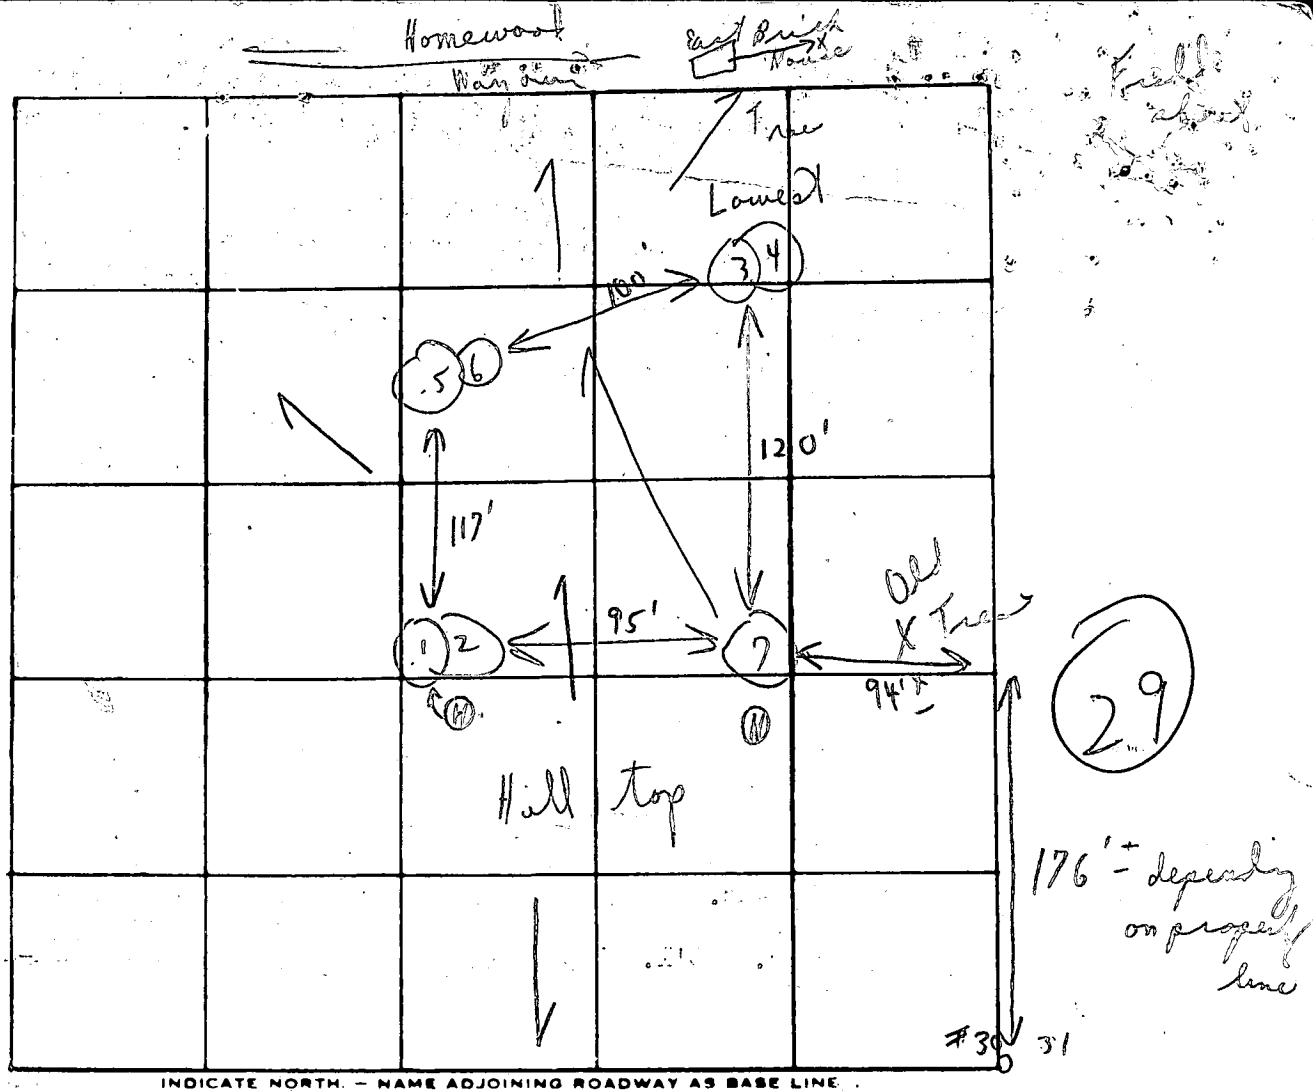 Homewood
East Brick
House
Tree
Lowest
3 4
100'
5 6
120'
117'
Old
X Tree
95'
1 2
7
94' ±
29
H
N
Hill top
176' ± depending
on property
line
#30 31
INDICATE NORTH. — NAME ADJOINING ROADWAY AS BASE LINE.